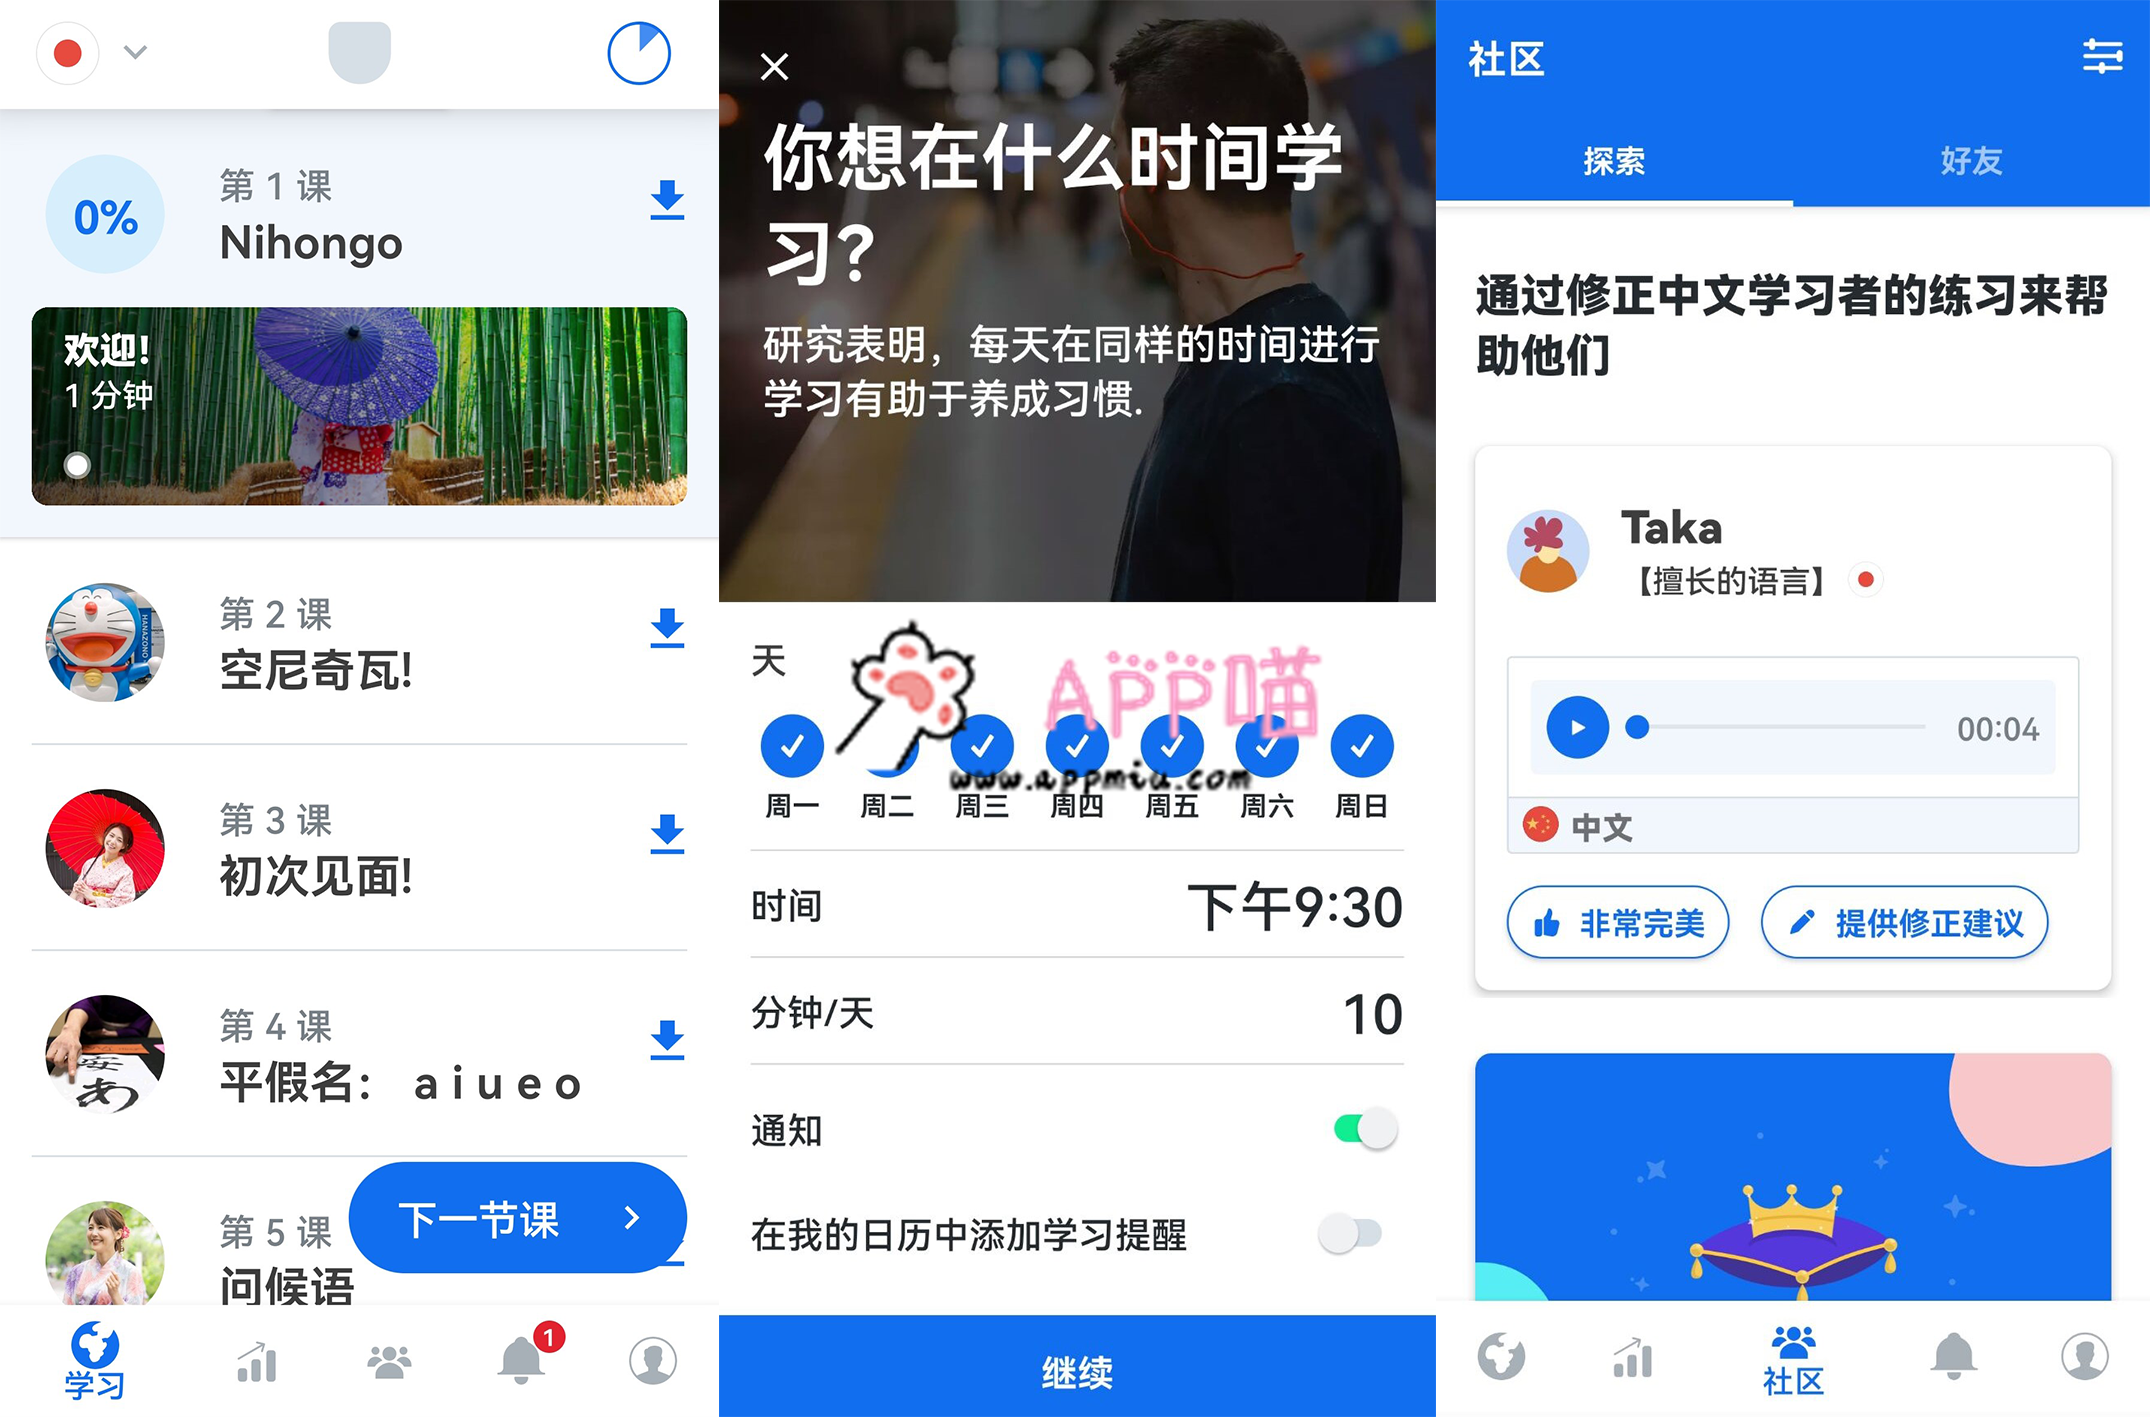 0%
第 1 课
Nihongo
欢迎!
1 分钟
第 2 课
空尼奇瓦!
HANAZONO
第 3 课
初次见面!
第 4 课
平假名： a i u e o
あ
第 5 课
问候语
下一节课
学习
1
你想在什么时间学
习?
研究表明，每天在同样的时间进行
学习有助于养成习惯.
天
APP喵
www.appmiu.com
周一 周二 周三 周四 周五 周六 周日
时间 下午9:30
分钟/天 10
通知
在我的日历中添加学习提醒
继续
社区
探索 好友
通过修正中文学习者的练习来帮
助他们
Taka
【擅长的语言】
00:04
中文
非常完美 提供修正建议
社区